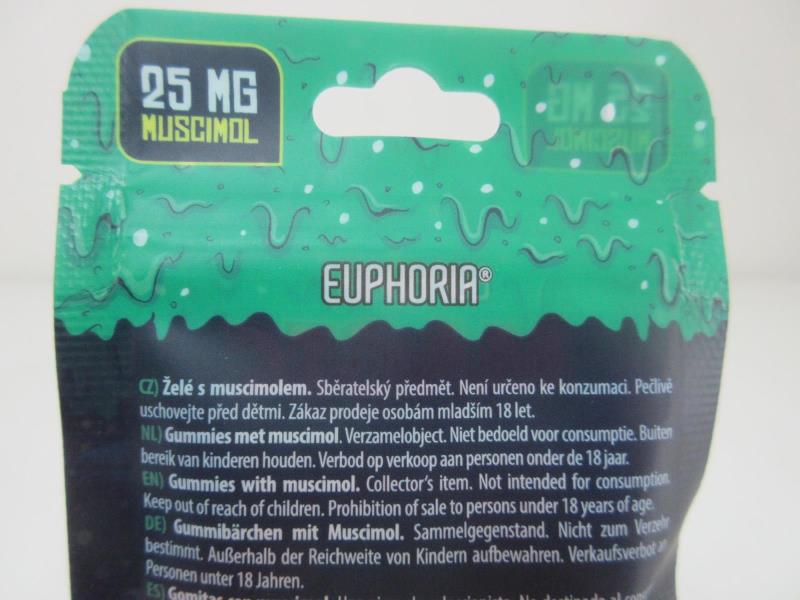 25 MG
MUSCIMOL
EUPHORIA®
CZ) Želé s muscimolem. Sběratelský předmět. Není určeno ke konzumaci. Pečlivě
uschovejte před dětmi. Zákaz prodeje osobám mladším 18 let.
NL) Gummies met muscimol. Verzamelobject. Niet bedoeld voor consumptie. Buiten
bereik van kinderen houden. Verbod op verkoop aan personen onder de 18 jaar.
EN) Gummies with muscimol. Collector's item. Not intended for consumption.
Keep out of reach of children. Prohibition of sale to persons under 18 years of age.
DE) Gummibärchen mit Muscimol. Sammelgegenstand. Nicht zum Verzehr
bestimmt. Außerhalb der Reichweite von Kindern aufbewahren. Verkaufsverbot an
Personen unter 18 Jahren.
ES) Gomitas con